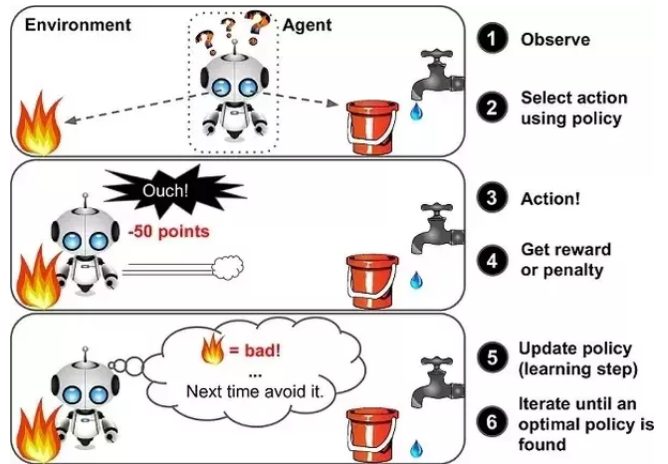 Environment
Agent
? ? ?
1 Observe
2 Select action
using policy
Ouch!
-50 points
3 Action!
4 Get reward
or penalty
= bad!
...
Next time avoid it.
5 Update policy
(learning step)
6 Iterate until an
optimal policy is
found